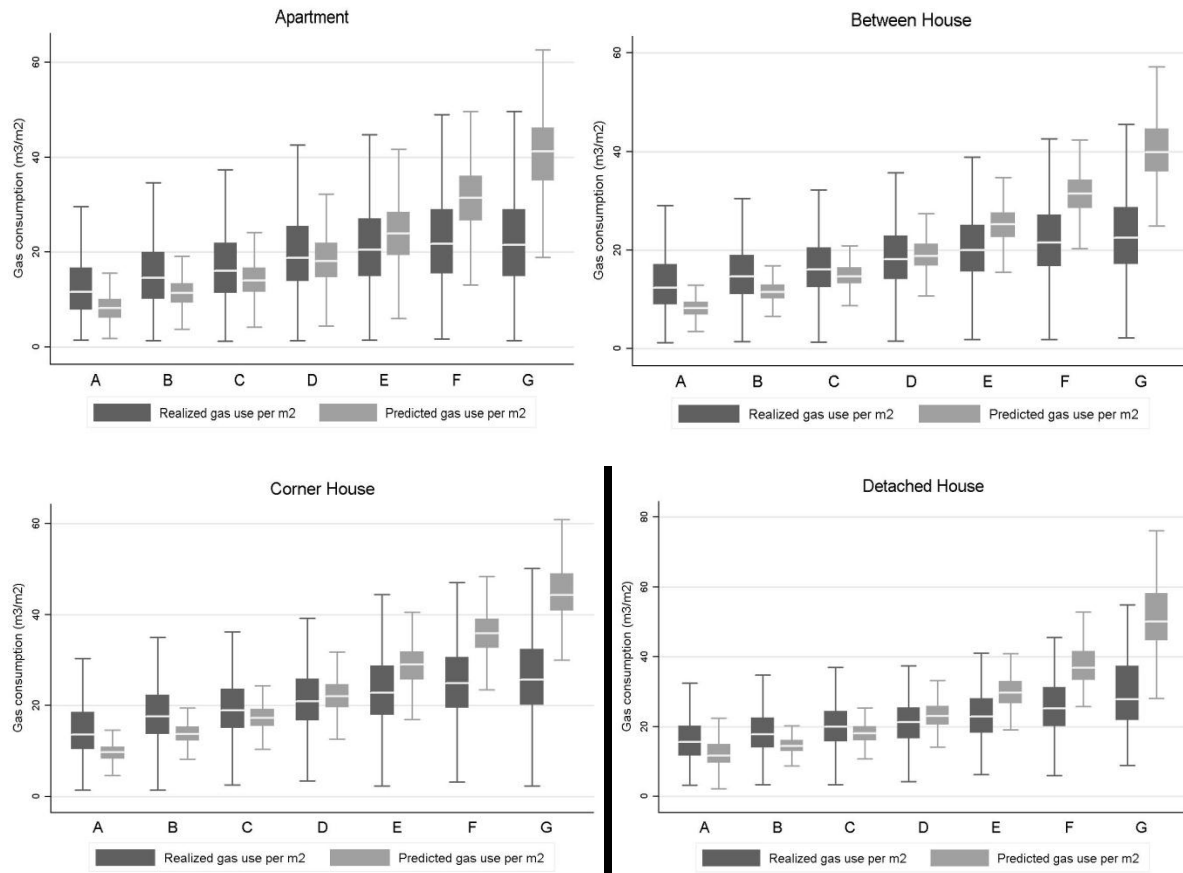 Apartment
Gas consumption (m3/m2)
60
40
20
0
A B C D E F G
Realized gas use per m2 Predicted gas use per m2
Between House
Gas consumption (m3/m2)
60
40
20
0
A B C D E F G
Realized gas use per m2 Predicted gas use per m2
Corner House
Gas consumption (m3/m2)
60
40
20
0
A B C D E F G
Realized gas use per m2 Predicted gas use per m2
Detached House
Gas consumption (m3/m2)
80
60
40
20
0
A B C D E F G
Realized gas use per m2 Predicted gas use per m2